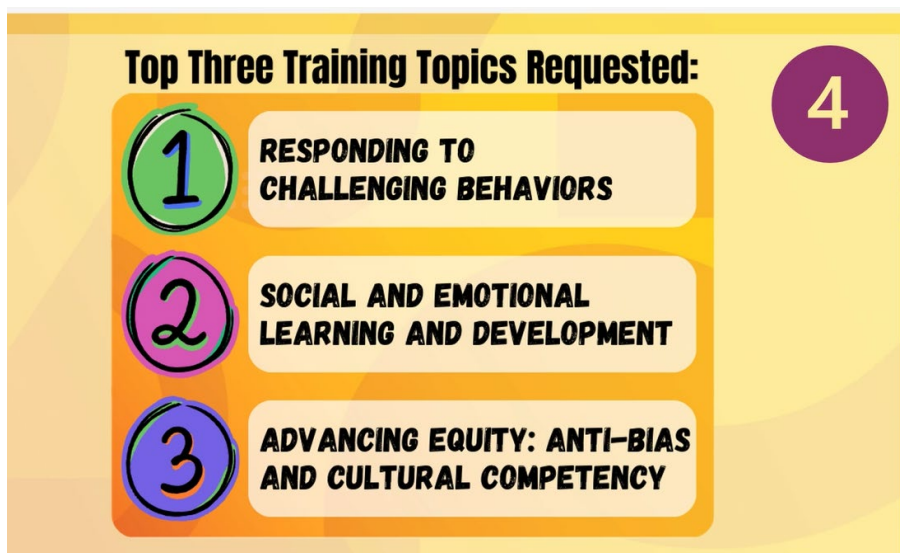 Top Three Training Topics Requested:
4
1
RESPONDING TO
CHALLENGING BEHAVIORS
2
SOCIAL AND EMOTIONAL
LEARNING AND DEVELOPMENT
3
ADVANCING EQUITY: ANTI-BIAS
AND CULTURAL COMPETENCY